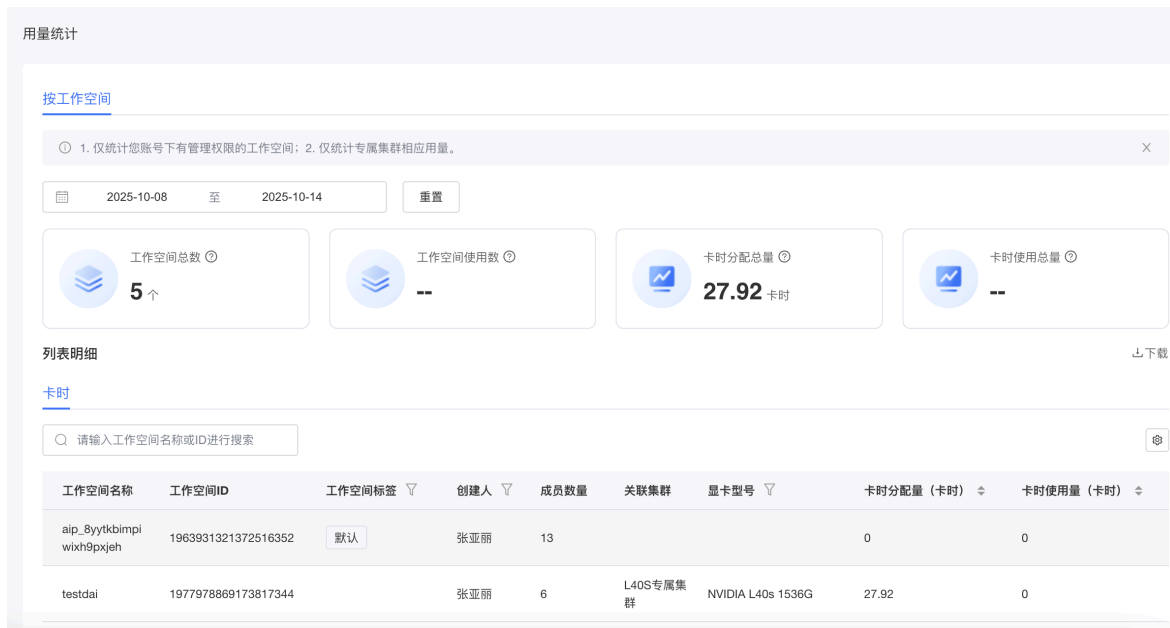 用量统计
按工作空间
1. 仅统计您账号下有管理权限的工作空间；2. 仅统计专属集群相应用量。
2025-10-08 至 2025-10-14 重置
工作空间总数 工作空间使用数 卡时分配总量 卡时使用总量
5 个 -- 27.92 卡时 --
列表明细 下载
卡时
请输入工作空间名称或ID进行搜索
工作空间名称 工作空间ID 工作空间标签 创建人 成员数量 关联集群 显卡型号 卡时分配量（卡时） 卡时使用量（卡时）
aip_8yytkbimpi
wixh9pxjeh 1963931321372516352 默认 张亚丽 13 0 0
testdai 1977978869173817344 张亚丽 6 L40S专属集 NVIDIA L40s 1536G 27.92 0
群